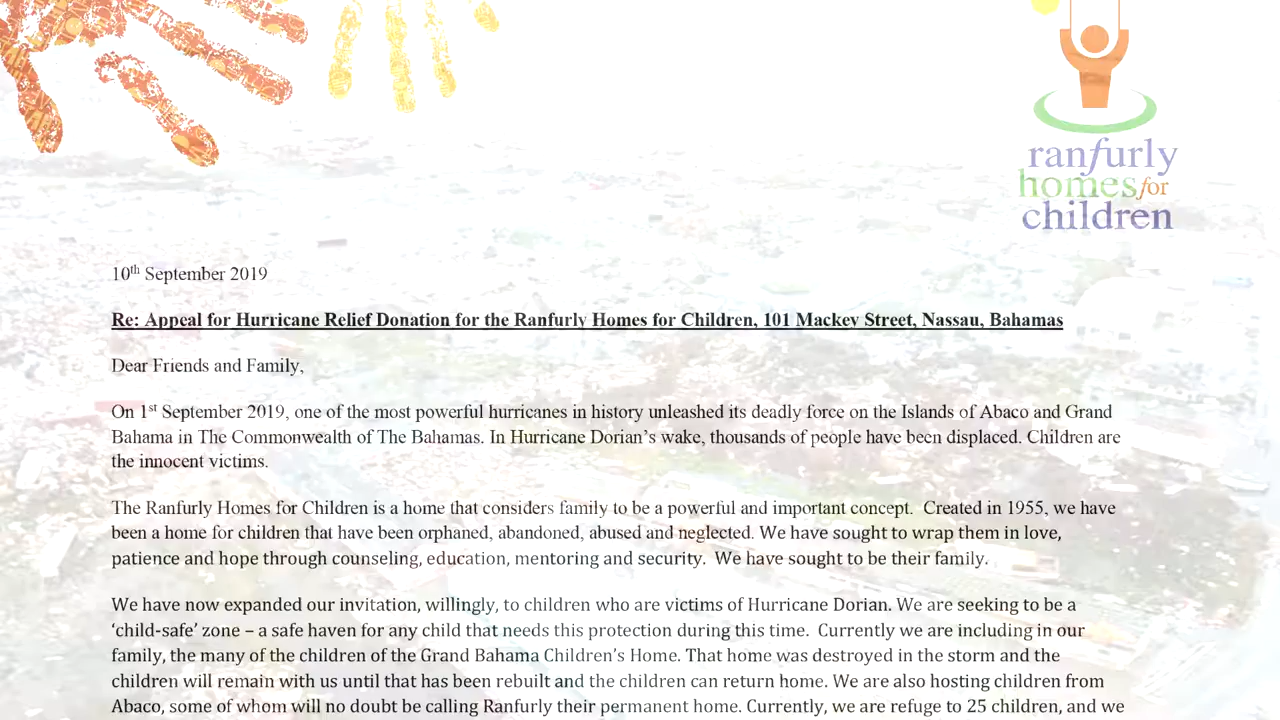 ranfurly
homes for
children
10th September 2019
Re: Appeal for Hurricane Relief Donation for the Ranfurly Homes for Children, 101 Mackey Street, Nassau, Bahamas
Dear Friends and Family,
On 1st September 2019, one of the most powerful hurricanes in history unleashed its deadly force on the Islands of Abaco and Grand
Bahama in The Commonwealth of The Bahamas. In Hurricane Dorian’s wake, thousands of people have been displaced. Children are
the innocent victims.
The Ranfurly Homes for Children is a home that considers family to be a powerful and important concept.  Created in 1955, we have
been a home for children that have been orphaned, abandoned, abused and neglected. We have sought to wrap them in love,
patience and hope through counseling, education, mentoring and security.  We have sought to be their family.
We have now expanded our invitation, willingly, to children who are victims of Hurricane Dorian. We are seeking to be a
‘child-safe’ zone – a safe haven for any child that needs this protection during this time.  Currently we are including in our
family, the many of the children of the Grand Bahama Children’s Home. That home was destroyed in the storm and the
children will remain with us until that has been rebuilt and the children can return home. We are also hosting children from
Abaco, some of whom will no doubt be calling Ranfurly their permanent home. Currently, we are refuge to 25 children, and we